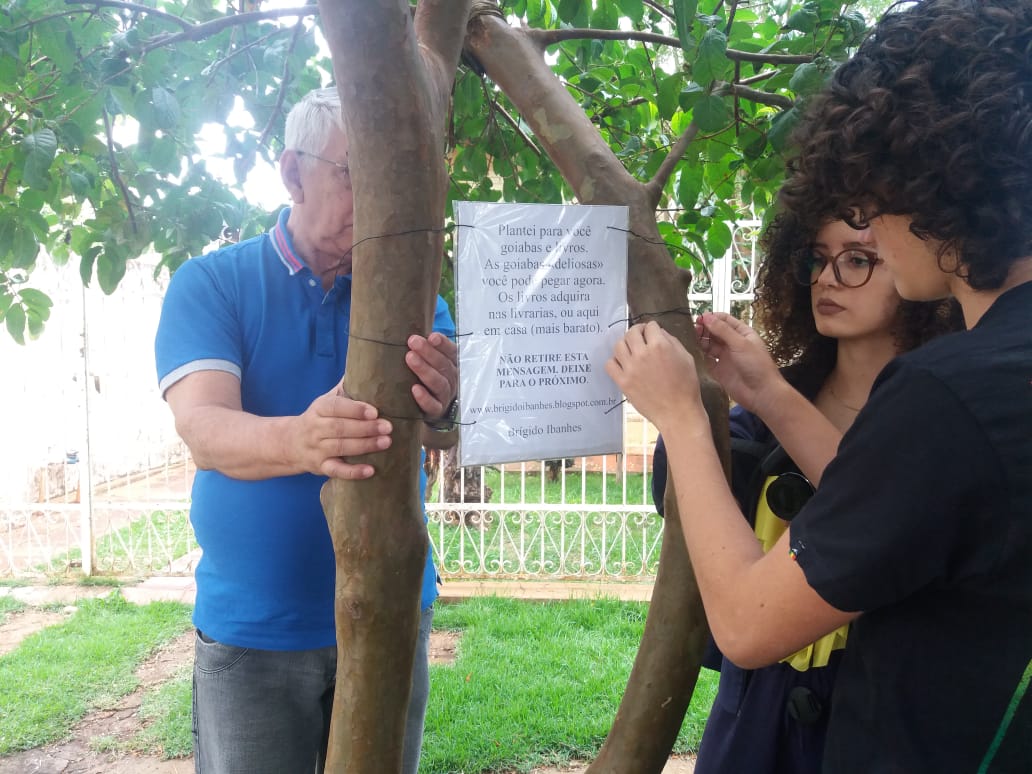 Plantei para você
goiabas e livros.
As goiabas «deliosas»
você pode pegar agora.
Os livros adquira
nas livrarias, ou aqui
em casa (mais barato).
NÃO RETIRE ESTA
MENSAGEM. DEIXE
PARA O PRÓXIMO.
www.brigidoibanhes.blogspot.com
Brígido Ibanhes